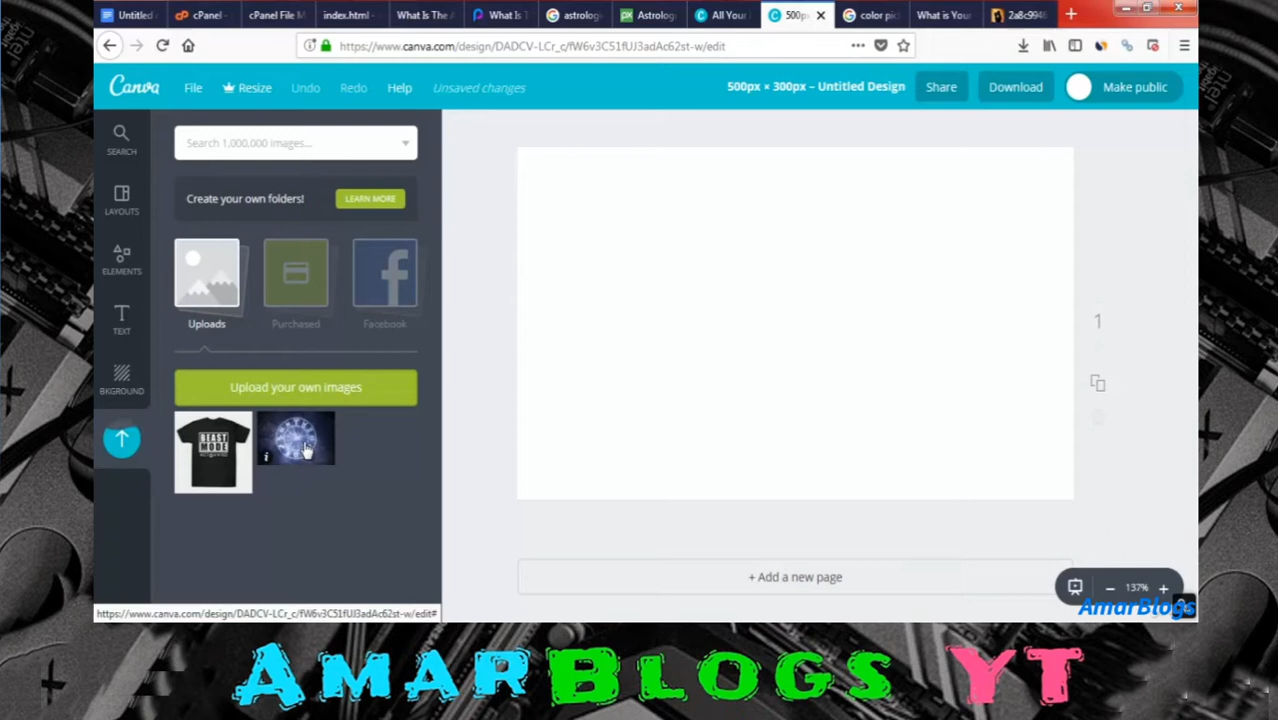 Untitled
cPanel -
cPanel File M
index.html -
What Is The A
What Is T
astrolog
Astrolog
All Your
500px
color pic
What is Your
2a8c9948
https://www.canva.com/design/DADCV-LCr_c/fW6v3C51fUJ3adAc62st-w/edit
Canva
File
Resize
Undo
Redo
Help
Unsaved changes
500px × 300px – Untitled Design
Share
Download
Make public
SEARCH
LAYOUTS
ELEMENTS
TEXT
BKGROUND
Search 1,000,000 images...
Create your own folders!
LEARN MORE
Uploads
Purchased
Facebook
Upload your own images
BEAST
MODE
1
+ Add a new page
137%
https://www.canva.com/design/DADCV-LCr_c/fW6v3C51fUJ3adAc62st-w/edit#
AmarBlogs
AMARBLOGS YT